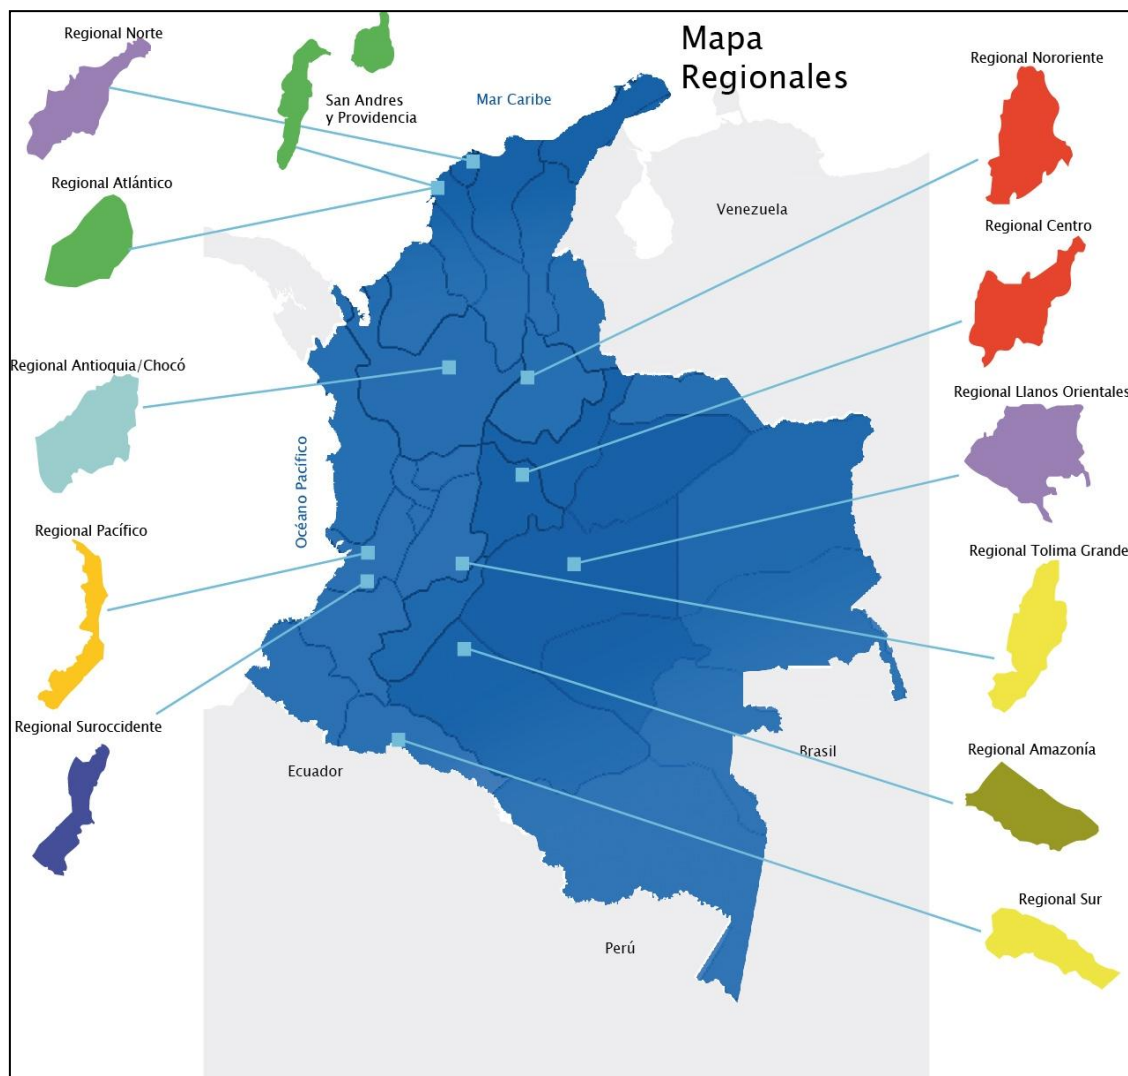 Mapa
Regionales
Regional Norte
San Andres
y Providencia
Mar Caribe
Regional Nororiente
Regional Atlántico
Venezuela
Regional Centro
Regional Antioquia/Chocó
Regional Llanos Orientales
Océano Pacífico
Regional Pacífico
Regional Tolima Grande
Regional Suroccidente
Ecuador
Brasil
Regional Amazonía
Regional Sur
Perú